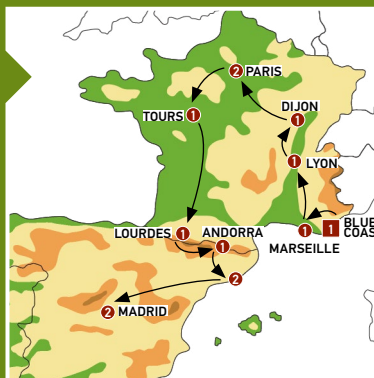 2 PARIS
DIJON
TOURS 1
1
1 LYON
BLUE
LOURDES
ANDORRA
1
1
COAS
1
1
MARSEILLE
2
2 MADRID